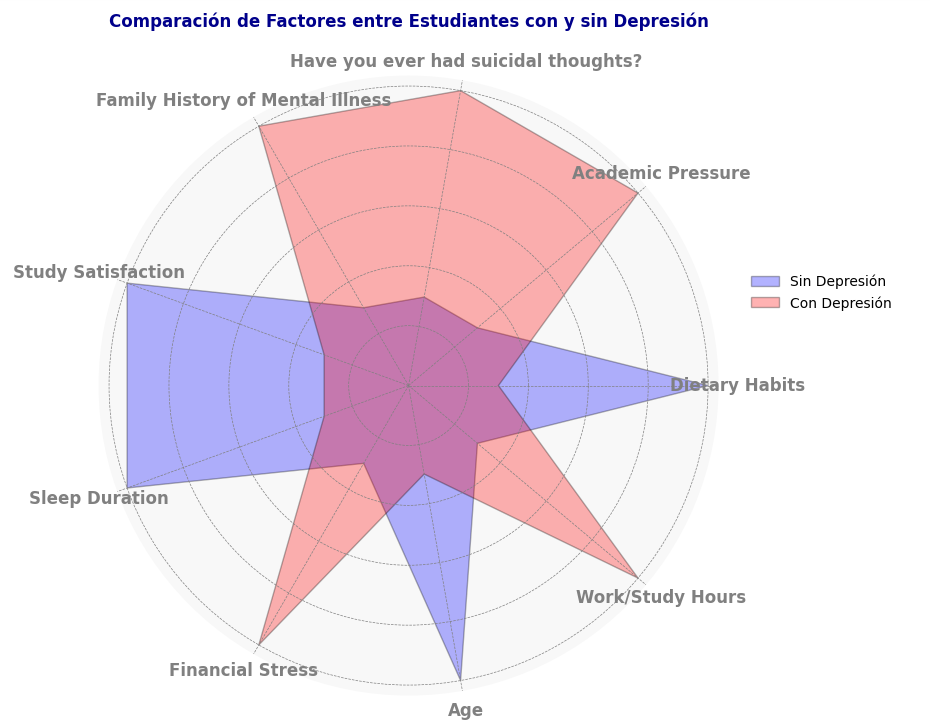 Comparación de Factores entre Estudiantes con y sin Depresión
Have you ever had suicidal thoughts?
Family History of Mental Illness
Academic Pressure
Study Satisfaction
Sin Depresión
Con Depresión
Dietary Habits
Sleep Duration
Work/Study Hours
Financial Stress
Age